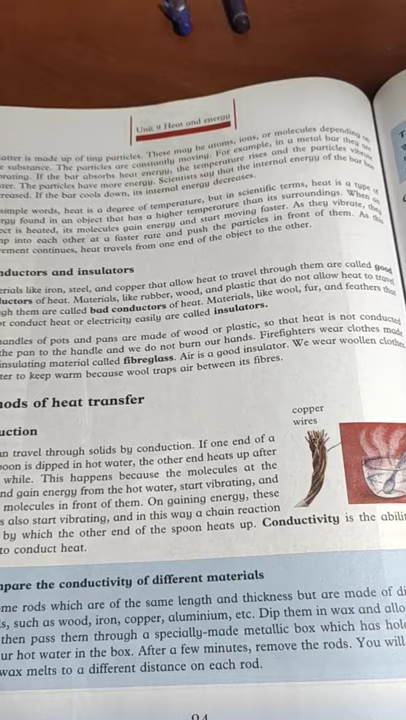 Unit 9 Heat and energy
atter is made up of tiny particles. These may be atoms, ions, or molecules depending on
e substance. The particles are constantly moving. For example, in a metal bar they are
brating. If the bar absorbs heat energy, the temperature rises and the particles vibrate
ster. The particles have more energy. Scientists say that the internal energy of the bar has
reased. If the bar cools down, its internal energy decreases.
simple words, heat is a degree of temperature, but in scientific terms, heat is a type of
rgy found in an object that has a higher temperature than its surroundings. When
ect is heated, its molecules gain energy and start moving faster. As they vibrate, they
mp into each other at a faster rate and push the particles in front of them. As this
vement continues, heat travels from one end of the object to the other.
nductors and insulators
erials like iron, steel, and copper that allow heat to travel through them are called good
ductors of heat. Materials, like rubber, wood, and plastic that do not allow heat to travel
gh them are called bad conductors of heat. Materials, like wool, fur, and feathers that
ot conduct heat or electricity easily are called insulators.
andles of pots and pans are made of wood or plastic, so that heat is not conducted
the pan to the handle and we do not burn our hands. Firefighters wear clothes made
insulating material called fibreglass. Air is a good insulator. We wear woollen clothes
ter to keep warm because wool traps air between its fibres.
hods of heat transfer
uction
an travel through solids by conduction. If one end of a
poon is dipped in hot water, the other end heats up after
while. This happens because the molecules at the
nd gain energy from the hot water, start vibrating, and
molecules in front of them. On gaining energy, these
s also start vibrating, and in this way a chain reaction
by which the other end of the spoon heats up. Conductivity is the abili
to conduct heat.
copper
wires
mpare the conductivity of different materials
me rods which are of the same length and thickness but are made of di
ls, such as wood, iron, copper, aluminium, etc. Dip them in wax and allo
then pass them through a specially-made metallic box which has hole
ur hot water in the box. After a few minutes, remove the rods. You will
wax melts to a different distance on each rod.